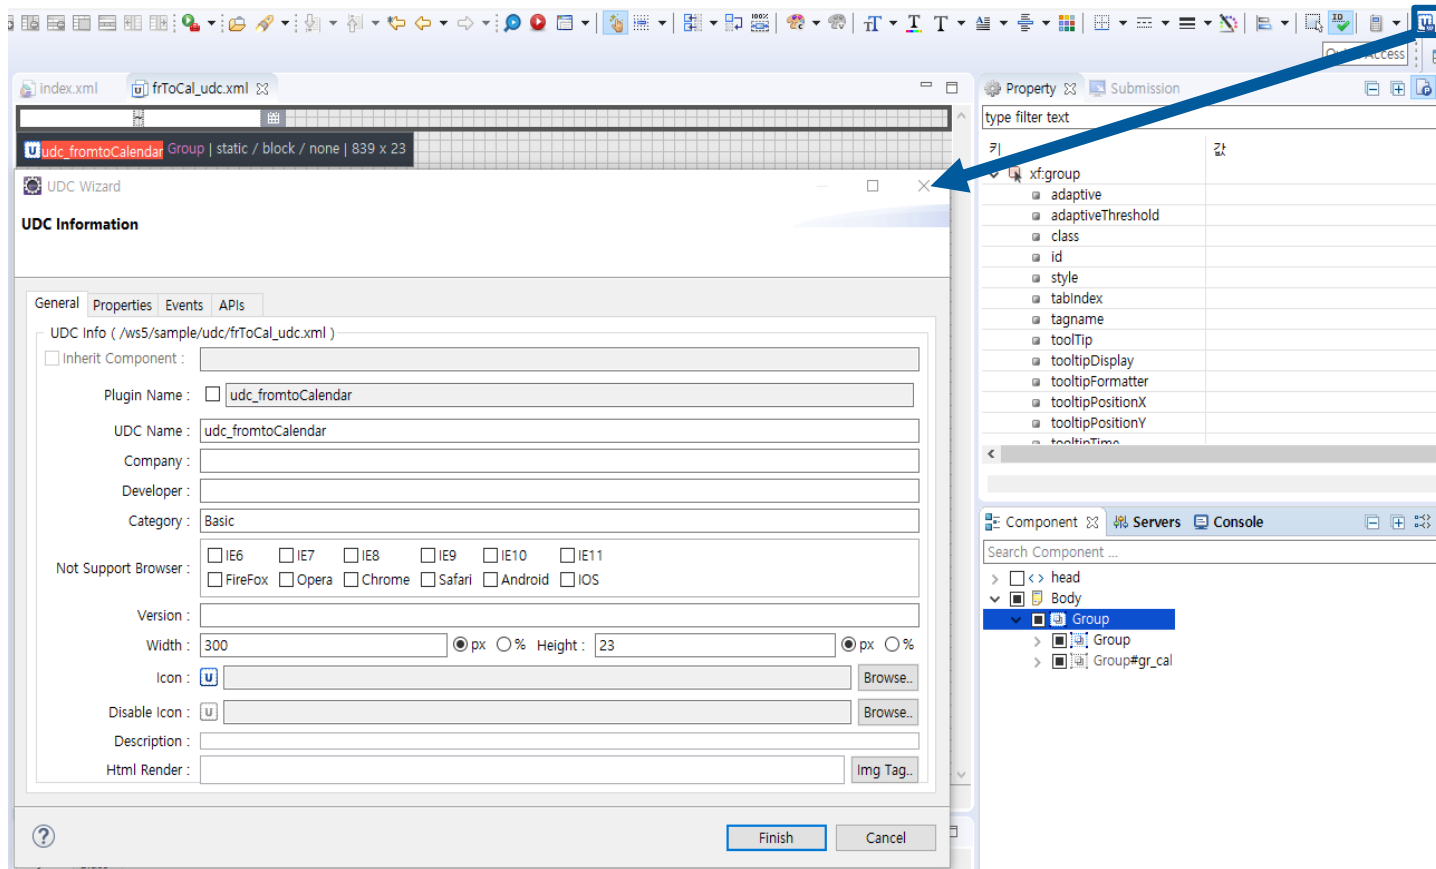 100%
ID
Access
index.xml
frToCal_udc.xml
Property
Submission
type filter text
키
값
U udc_fromtoCalendar Group | static / block / none | 839 x 23
xf:group
adaptive
adaptiveThreshold
class
id
style
tabIndex
tagname
toolTip
tooltipDisplay
tooltipFormatter
tooltipPositionX
tooltipPositionY
tooltipTime
UDC Wizard
UDC Information
General
Properties
Events
APIs
UDC Info ( /ws5/sample/udc/frToCal_udc.xml )
Inherit Component :
Plugin Name : udc_fromtoCalendar
UDC Name : udc_fromtoCalendar
Company :
Developer :
Category : Basic
Not Support Browser :
IE6 IE7 IE8 IE9 IE10 IE11
FireFox Opera Chrome Safari Android IOS
Version :
Width : 300 px % Height : 23 px %
Icon : U Browse..
Disable Icon : U Browse..
Description :
Html Render : Img Tag..
Finish
Cancel
Component
Servers
Console
Search Component ...
head
Body
Group
Group
Group#gr_cal